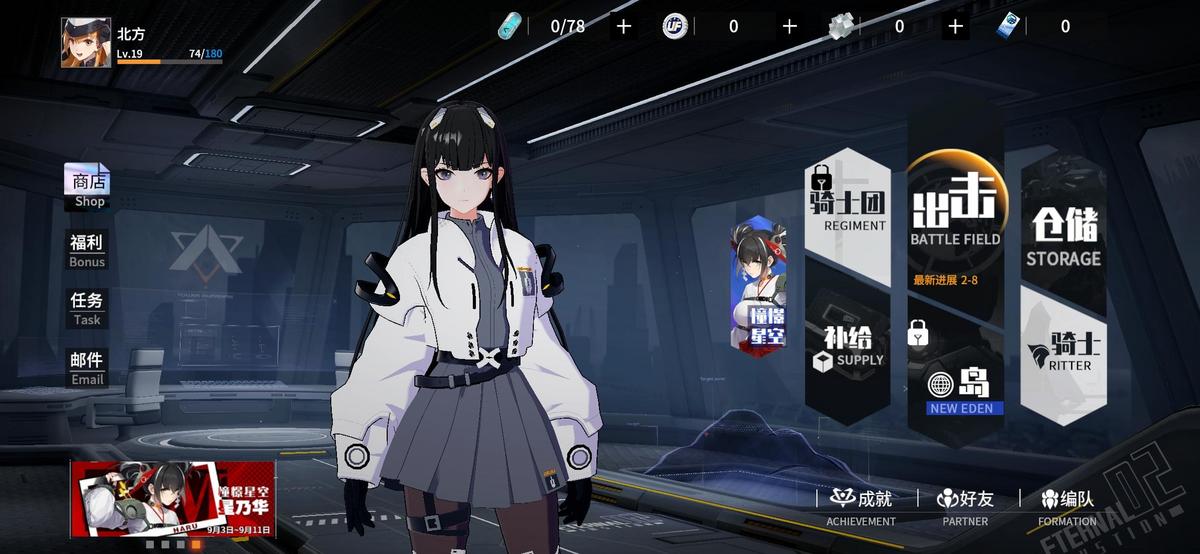 北方
Lv.19 74/180
0/78
UF
0
0
0
商店
Shop
福利
Bonus
任务
Task
邮件
Email
憧憬
星空
骑士团
REGIMENT
补给
SUPPLY
出击
BATTLE FIELD
最新进展 2-8
岛
NEW EDEN
仓储
STORAGE
骑士
RITTER
憧憬星空
星乃华
HARU
9月3日~9月11日
成就
ACHIEVEMENT
好友
PARTNER
编队
FORMATION
02